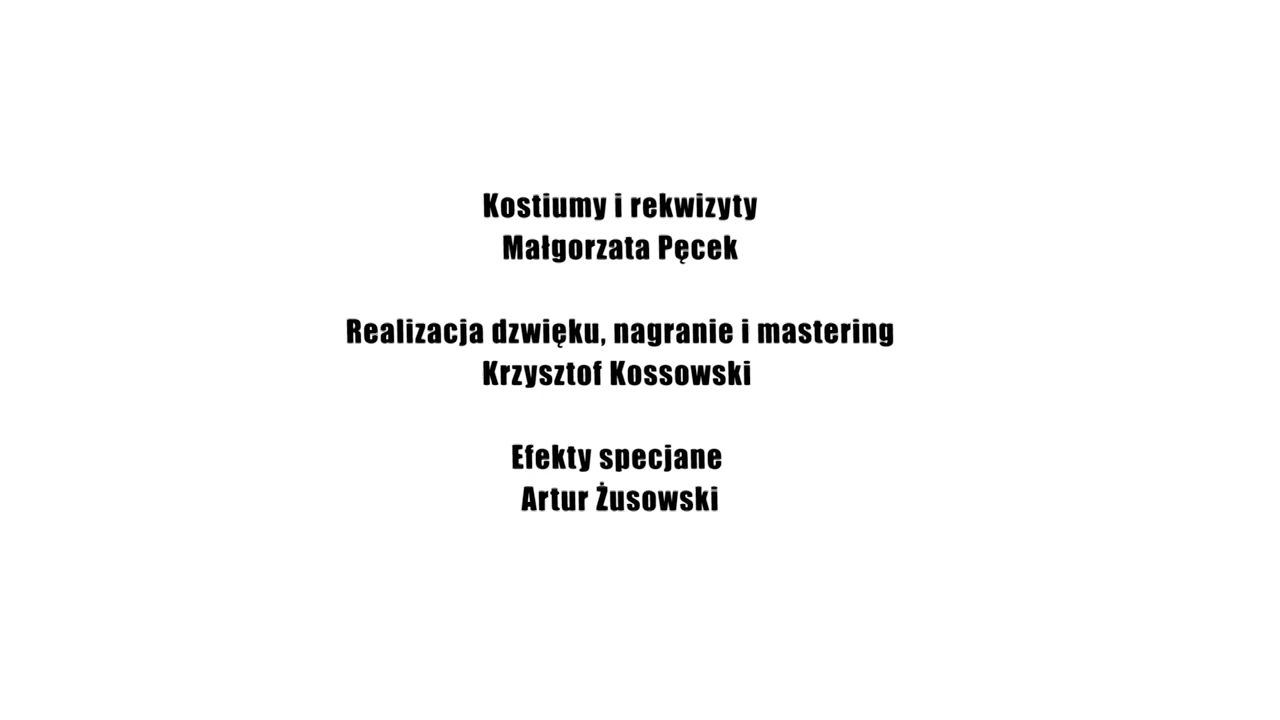 Kostiumy i rekwizyty
Małgorzata Pęcek
Realizacja dzwięku, nagranie i mastering
Krzysztof Kossowski
Efekty specjane
Artur Żusowski